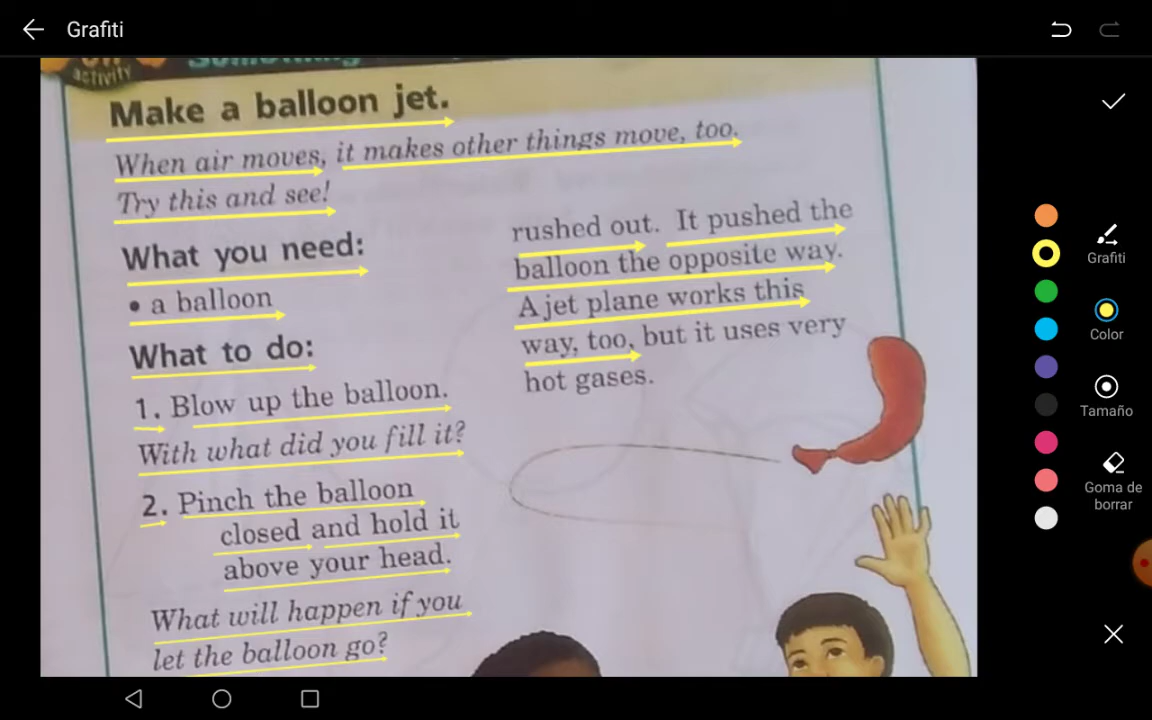 Grafiti
activity
Something
Make a balloon jet.
When air moves, it makes other things move, too.
Try this and see!
What you need:
• a balloon
What to do:
1. Blow up the balloon.
With what did you fill it?
2. Pinch the balloon
closed and hold it
above your head.
What will happen if you
let the balloon go?
rushed out. It pushed the
balloon the opposite way.
A jet plane works this
way, too, but it uses very
hot gases.
Grafiti
Color
Tamaño
Goma de
borrar